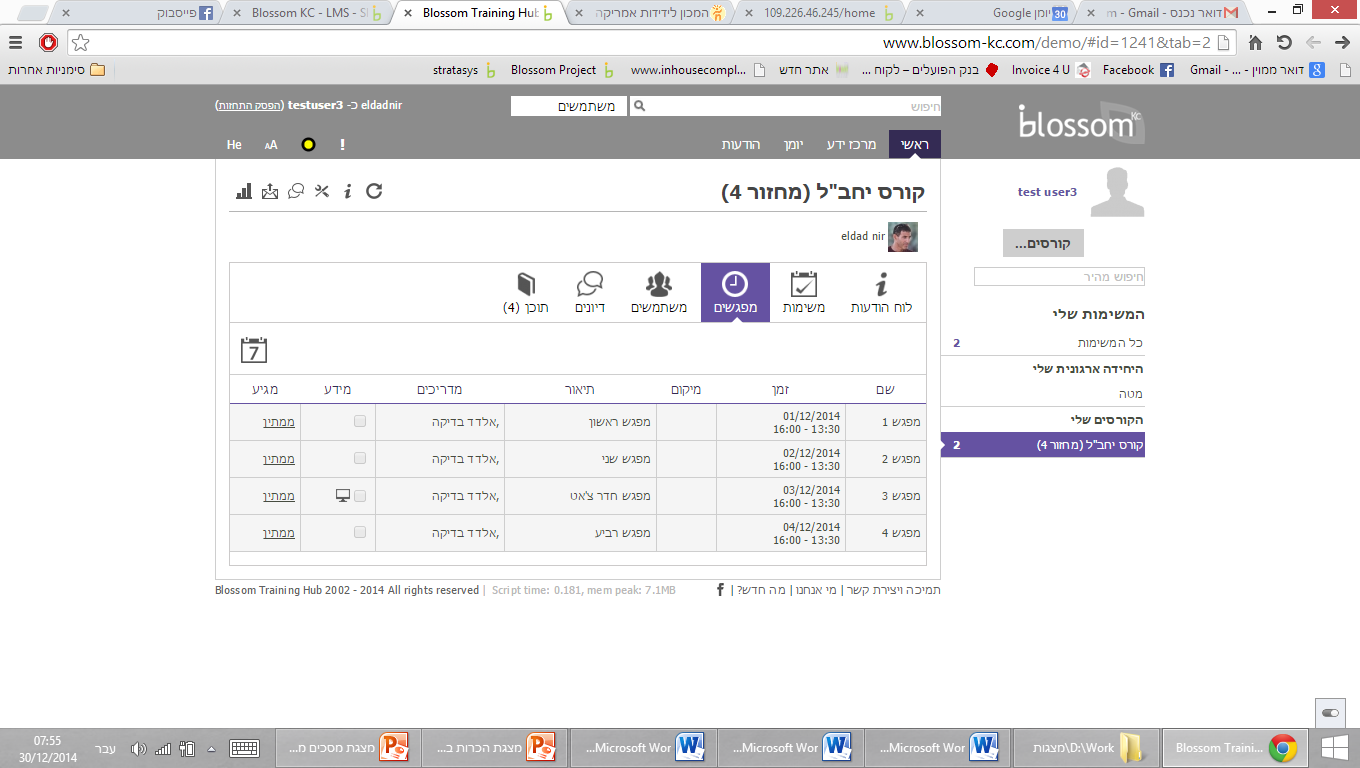 דואר נכנס - Gmail - m
יומן Google
109.226.46.245/home
המכון לידידות אמריקה
Blossom Training Hub
Blossom KC - LMS - S
פייסבוק
www.blossom-kc.com/demo/#id=1241&tab=2
דואר ממוין - ... - Gmail
Facebook
Invoice 4 U
בנק הפועלים – לקוח ...
אתר חדש
www.inhousecompl...
Blossom Project
stratasys
סימניות אחרות
blossom KC
חיפוש
משתמשים
eldadnir כ- testuser3 (הפסק התחזות)
ראשי
מרכז ידע
יומן
הודעות
!
AA
He
test user3
קורסים...
חיפוש מהיר
המשימות שלי
כל המשימות 2
היחידה ארגונית שלי
מטה
הקורסים שלי
קורס יחב"ל (מחזור 4) 2
קורס יחב"ל (מחזור 4)
eldad nir
לוח הודעות
משימות
מפגשים
משתמשים
דיונים
תוכן (4)
7
שם זמן מיקום תיאור מדריכים מידע מגיע
מפגש 1 01/12/2014 13:30 - 16:00 מפגש ראשון ,אלדד בדיקה ממתין
מפגש 2 02/12/2014 13:30 - 16:00 מפגש שני ,אלדד בדיקה ממתין
מפגש 3 03/12/2014 13:30 - 16:00 מפגש חדר צ'אט ,אלדד בדיקה ממתין
מפגש 4 04/12/2014 13:30 - 16:00 מפגש רביע ,אלדד בדיקה ממתין
תמיכה ויצירת קשר | מי אנחנו | מה חדש? |
Blossom Training Hub 2002 - 2014 All rights reserved | Script time: 0.181, mem peak: 7.1MB
Blossom Traini...
D:\Work\מצגות
Microsoft Wor...
Microsoft Wor...
Microsoft Wor...
מצגת הכרות ב...
מצגת מסכים מ...
עבר
07:55
30/12/2014